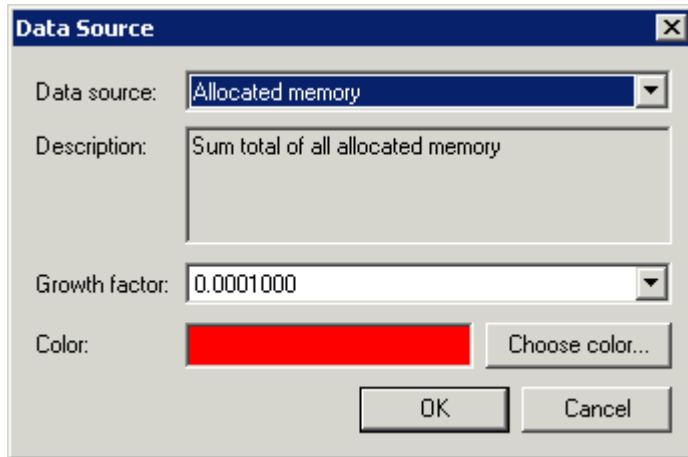 Data Source
Data source: Allocated memory
Description: Sum total of all allocated memory
Growth factor: 0.0001000
Color: Choose color...
OK Cancel